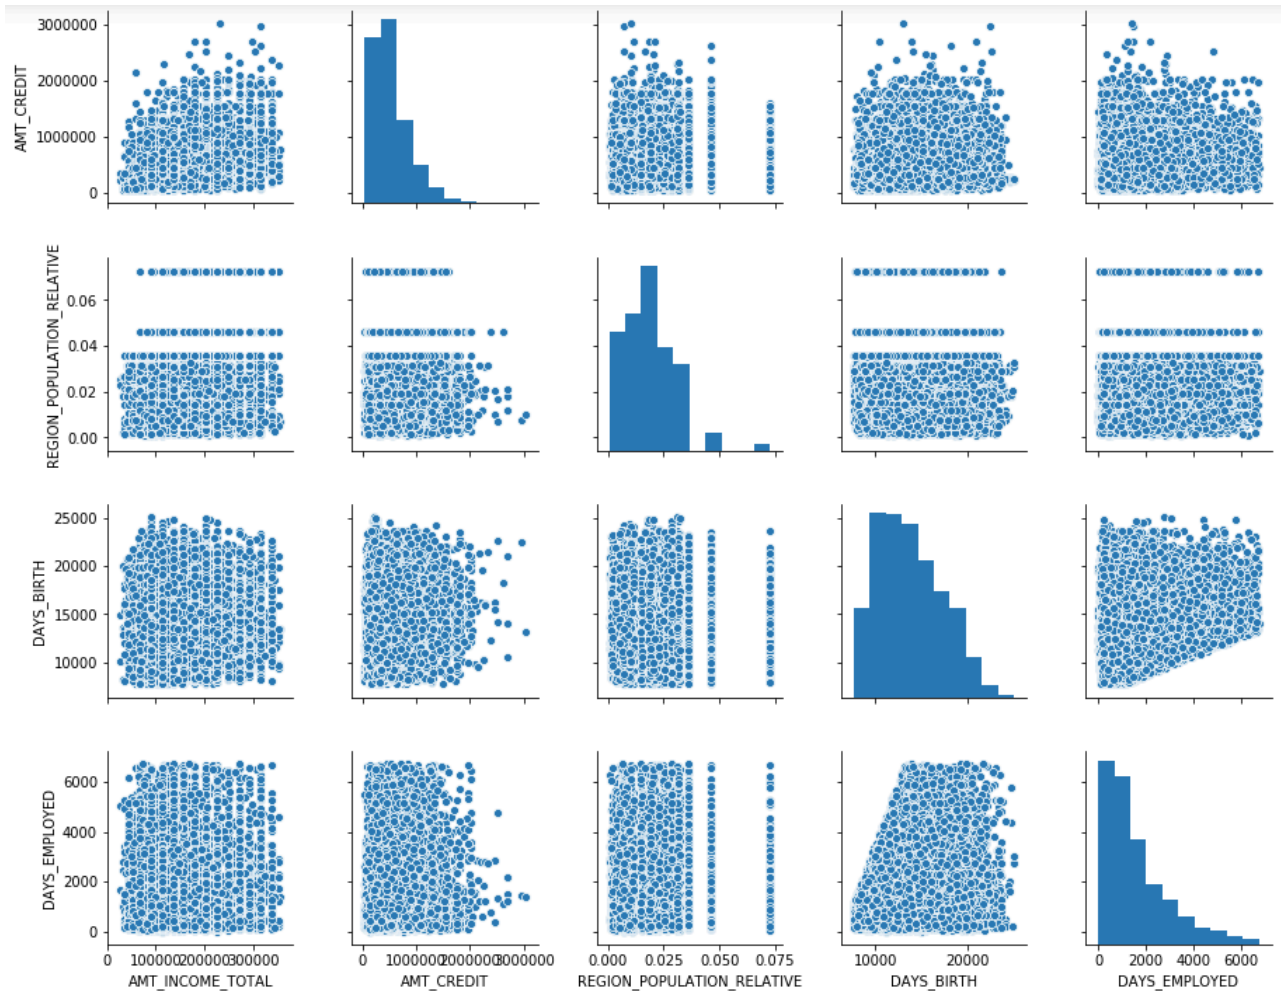 3000000
2000000
1000000
0
AMT_CREDIT
0.06
0.04
0.02
0.00
REGION_POPULATION_RELATIVE
25000
20000
15000
10000
DAYS_BIRTH
6000
4000
2000
0
DAYS_EMPLOYED
0 100000 200000 300000
AMT_INCOME_TOTAL
0 1000000 2000000 3000000
AMT_CREDIT
0.000 0.025 0.050 0.075
REGION_POPULATION_RELATIVE
10000 20000
DAYS_BIRTH
0 2000 4000 6000
DAYS_EMPLOYED